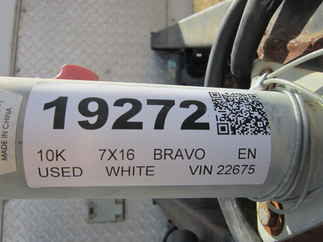 19272
10K 7X16 BRAVO EN
USED WHITE VIN 22675
MADE IN CHINA